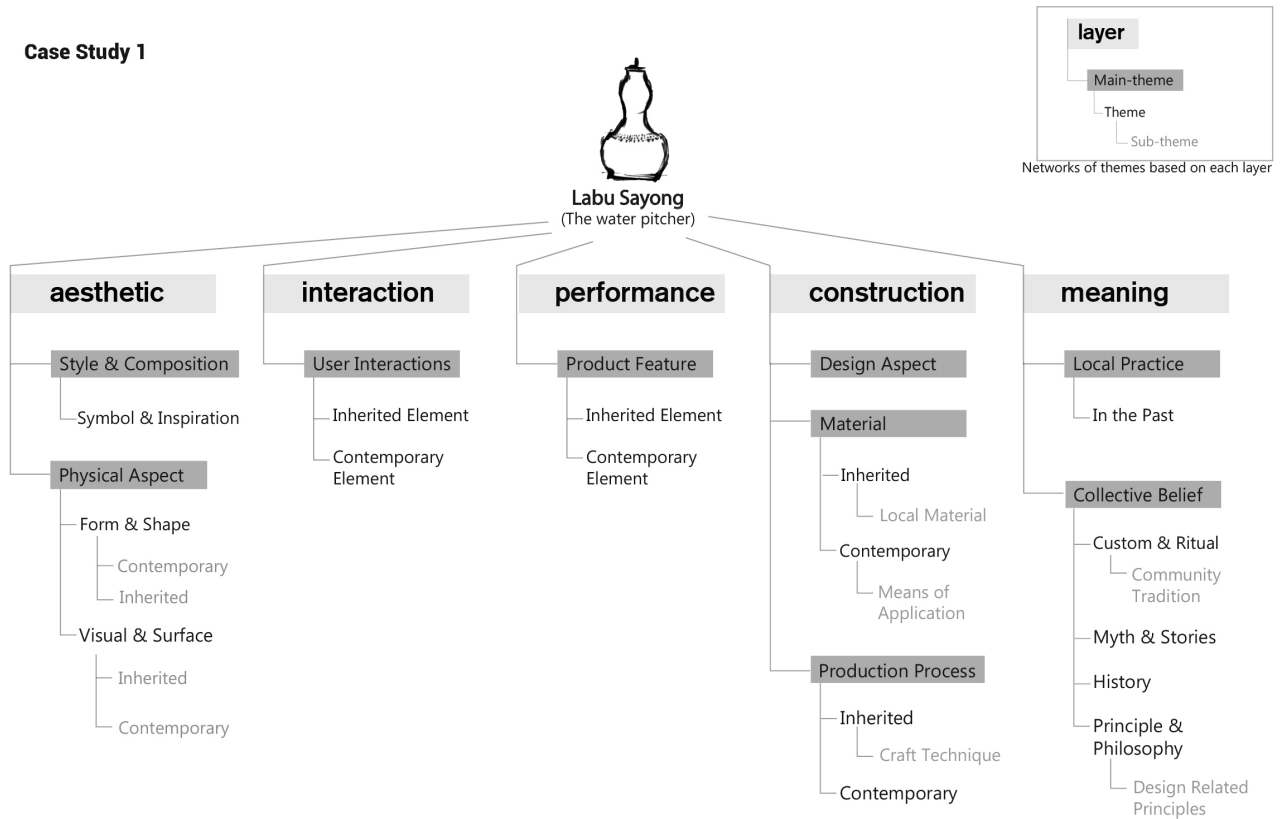 Case Study 1
layer
Main-theme
Theme
Sub-theme
Networks of themes based on each layer
Labu Sayong
(The water pitcher)
aesthetic
Style & Composition
Symbol & Inspiration
Physical Aspect
Form & Shape
Contemporary
Inherited
Visual & Surface
Inherited
Contemporary
interaction
User Interactions
Inherited Element
Contemporary
Element
performance
Product Feature
Inherited Element
Contemporary
Element
construction
Design Aspect
Material
Inherited
Local Material
Contemporary
Means of
Application
Production Process
Inherited
Craft Technique
Contemporary
meaning
Local Practice
In the Past
Collective Belief
Custom & Ritual
Community
Tradition
Myth & Stories
History
Principle &
Philosophy
Design Related
Principles